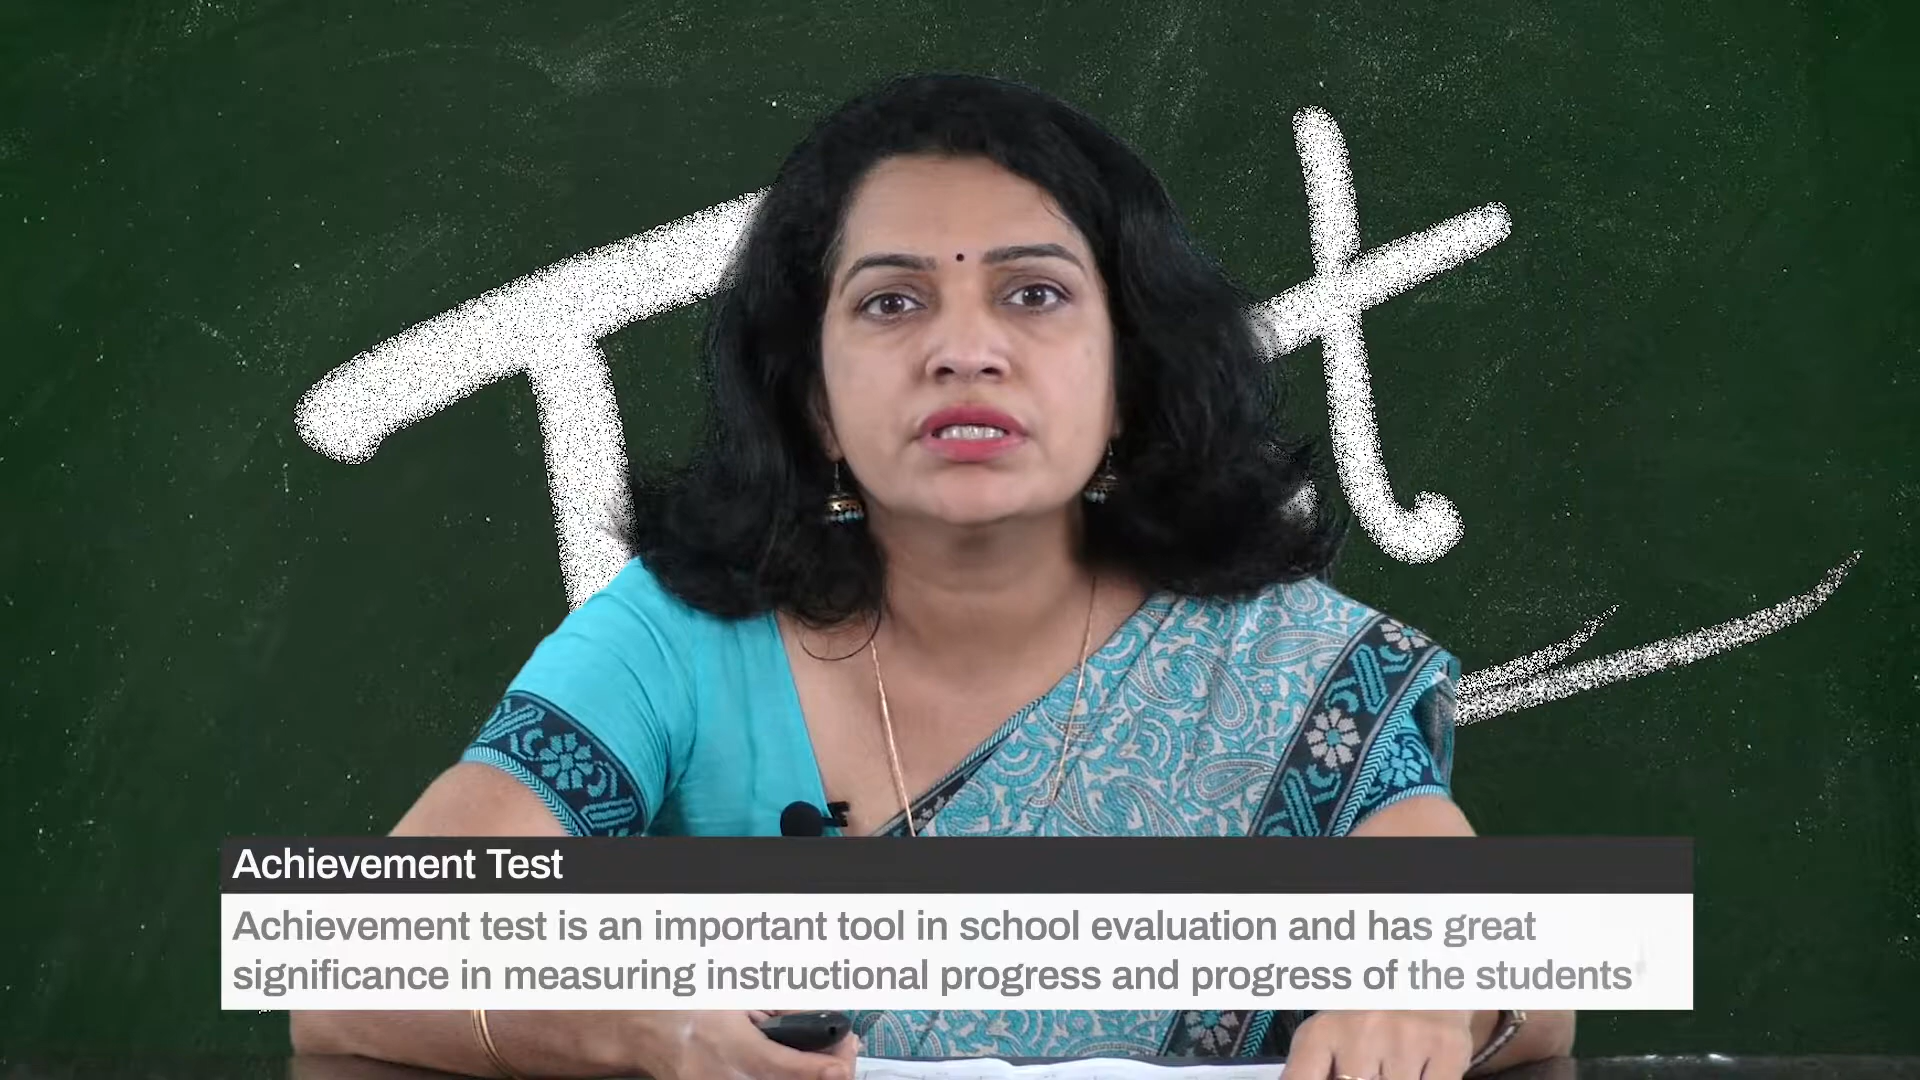 T t
Achievement Test
Achievement test is an important tool in school evaluation and has great
significance in measuring instructional progress and progress of the students